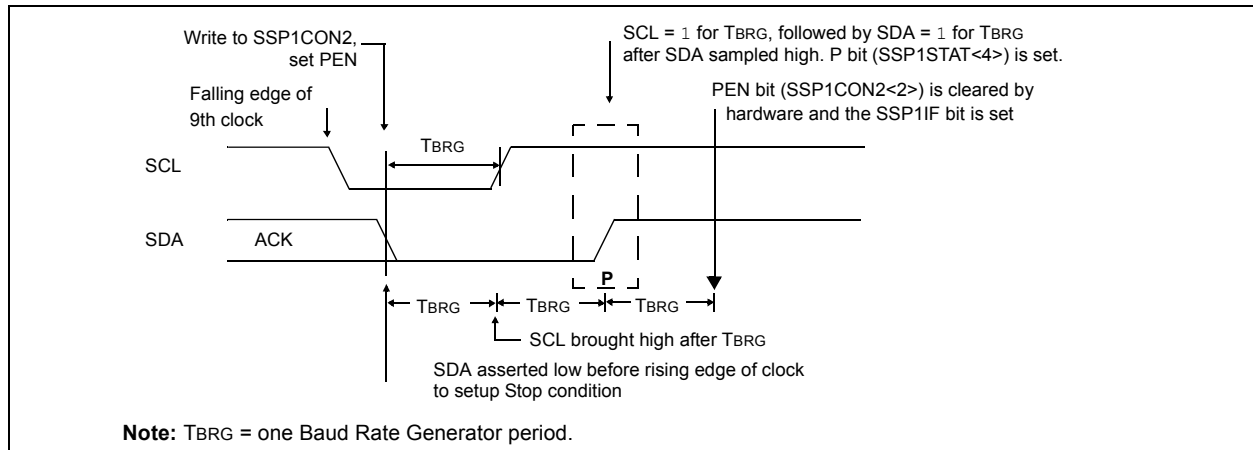 Write to SSP1CON2,
set PEN
SCL = 1 for TBRG, followed by SDA = 1 for TBRG
after SDA sampled high. P bit (SSP1STAT<4>) is set.
Falling edge of
9th clock
PEN bit (SSP1CON2<2>) is cleared by
hardware and the SSP1IF bit is set
TBRG
SCL
SDA
ACK
P
TBRG
TBRG
TBRG
SCL brought high after TBRG
SDA asserted low before rising edge of clock
to setup Stop condition
Note: TBRG = one Baud Rate Generator period.